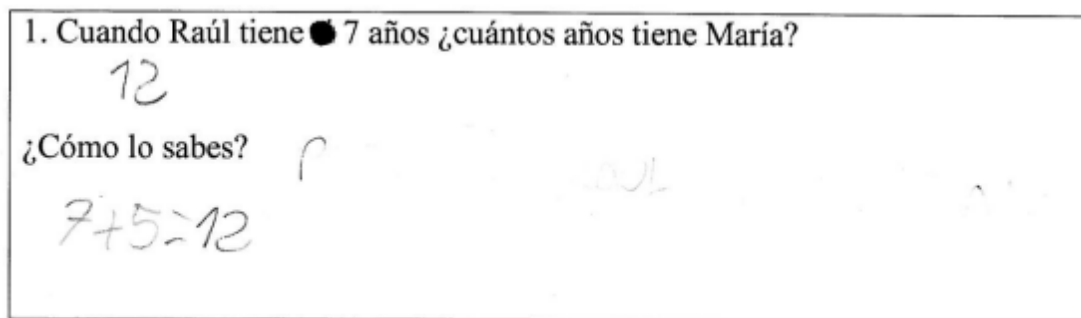 1. Cuando Raúl tiene 7 años ¿cuántos años tiene María?
12
¿Cómo lo sabes?
7+5=12